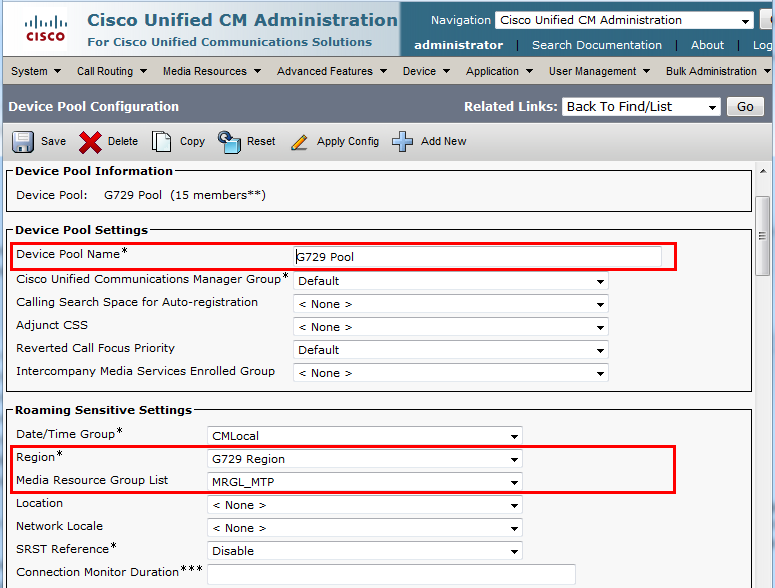 Cisco Unified CM Administration
For Cisco Unified Communications Solutions
CISCO
Navigation Cisco Unified CM Administration
administrator | Search Documentation | About | Log
System Call Routing Media Resources Advanced Features Device Application User Management Bulk Administration
Device Pool Configuration
Related Links: Back To Find/List Go
Save Delete Copy Reset Apply Config Add New
Device Pool Information
Device Pool: G729 Pool (15 members**)
Device Pool Settings
Device Pool Name* G729 Pool
Cisco Unified Communications Manager Group* Default
Calling Search Space for Auto-registration < None >
Adjunct CSS < None >
Reverted Call Focus Priority Default
Intercompany Media Services Enrolled Group < None >
Roaming Sensitive Settings
Date/Time Group* CMLocal
Region* G729 Region
Media Resource Group List MRGL_MTP
Location < None >
Network Locale < None >
SRST Reference* Disable
Connection Monitor Duration***